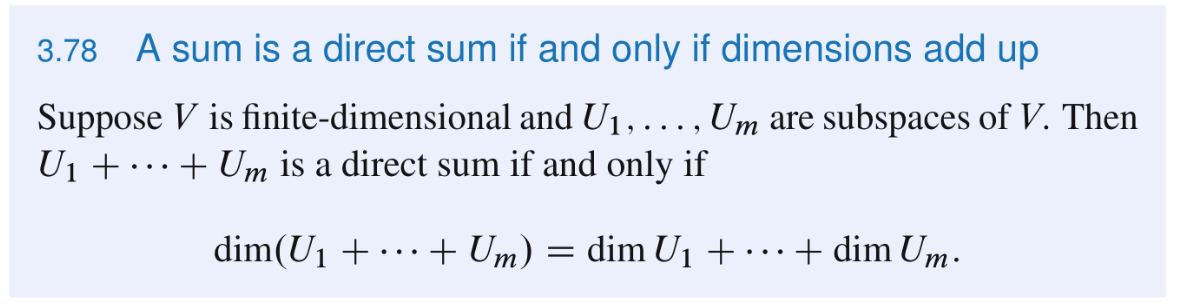 3.78 A sum is a direct sum if and only if dimensions add up
Suppose V is finite-dimensional and U₁, . . . , Uₘ are subspaces of V. Then
U₁ + ⋯ + Uₘ is a direct sum if and only if
dim(U₁ + ⋯ + Uₘ) = dim U₁ + ⋯ + dim Uₘ.